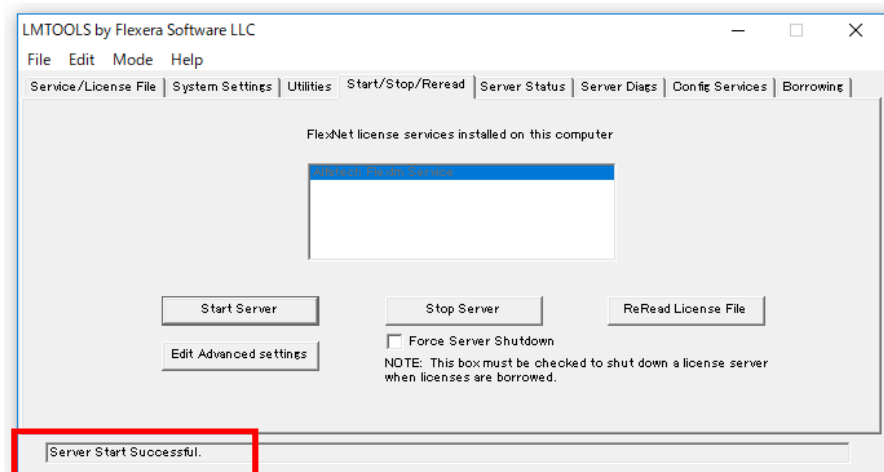 LMTOOLS by Flexera Software LLC
File Edit Mode Help
Service/License File System Settings Utilities Start/Stop/Reread Server Status Server Diags Config Services Borrowing
FlexNet license services installed on this computer
Flexlm Service
Start Server Stop Server ReRead License File
Force Server Shutdown
Edit Advanced settings
NOTE: This box must be checked to shut down a license server
when licenses are borrowed.
Server Start Successful.